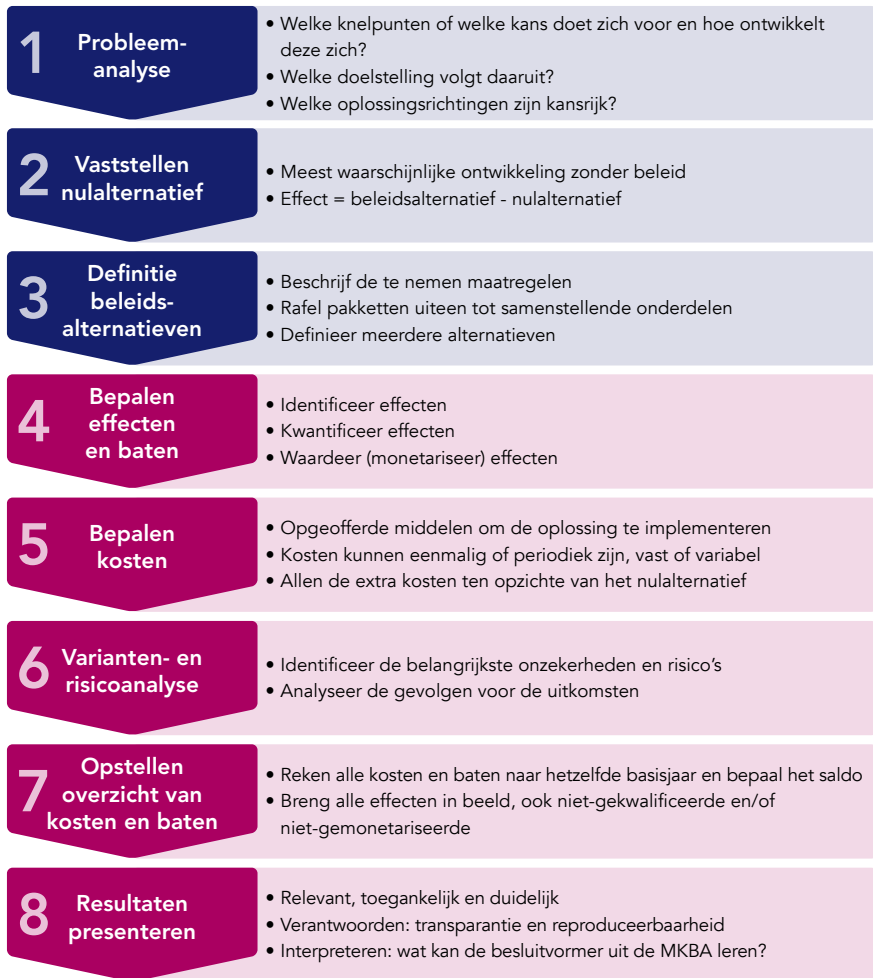 1
Probleem-
analyse
• Welke knelpunten of welke kans doet zich voor en hoe ontwikkelt
deze zich?
• Welke doelstelling volgt daaruit?
• Welke oplossingsrichtingen zijn kansrijk?
2
Vaststellen
nulalternatief
• Meest waarschijnlijke ontwikkeling zonder beleid
• Effect = beleidsalternatief - nulalternatief
3
Definitie
beleids-
alternatieven
• Beschrijf de te nemen maatregelen
• Rafel pakketten uiteen tot samenstellende onderdelen
• Definieer meerdere alternatieven
4
Bepalen
effecten
en baten
• Identificeer effecten
• Kwantificeer effecten
• Waardeer (monetariseer) effecten
5
Bepalen
kosten
• Opgeofferde middelen om de oplossing te implementeren
• Kosten kunnen eenmalig of periodiek zijn, vast of variabel
• Allen de extra kosten ten opzichte van het nulalternatief
6
Varianten- en
risicoanalyse
• Identificeer de belangrijkste onzekerheden en risico’s
• Analyseer de gevolgen voor de uitkomsten
7
Opstellen
overzicht van
kosten en baten
• Reken alle kosten en baten naar hetzelfde basisjaar en bepaal het saldo
• Breng alle effecten in beeld, ook niet-gekwalificeerde en/of
niet-gemonetariseerde
8
Resultaten
presenteren
• Relevant, toegankelijk en duidelijk
• Verantwoorden: transparantie en reproduceerbaarheid
• Interpreteren: wat kan de besluitvormer uit de MKBA leren?